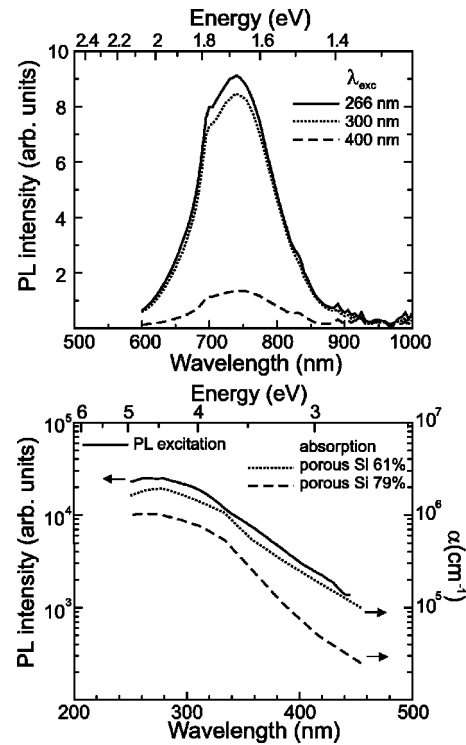 Energy (eV)
2.4 2.2 2 1.8 1.6 1.4
10
8
6
4
2
PL intensity (arb. units)
λexc
266 nm
300 nm
400 nm
500 600 700 800 900 1000
Wavelength (nm)
Energy (eV)
6 5 4 3
10^5
10^4
10^3
PL intensity (arb. units)
PL excitation
absorption
porous Si 61%
porous Si 79%
10^7
10^6
10^5
α(cm^-1)
200 300 400 500
Wavelength (nm)